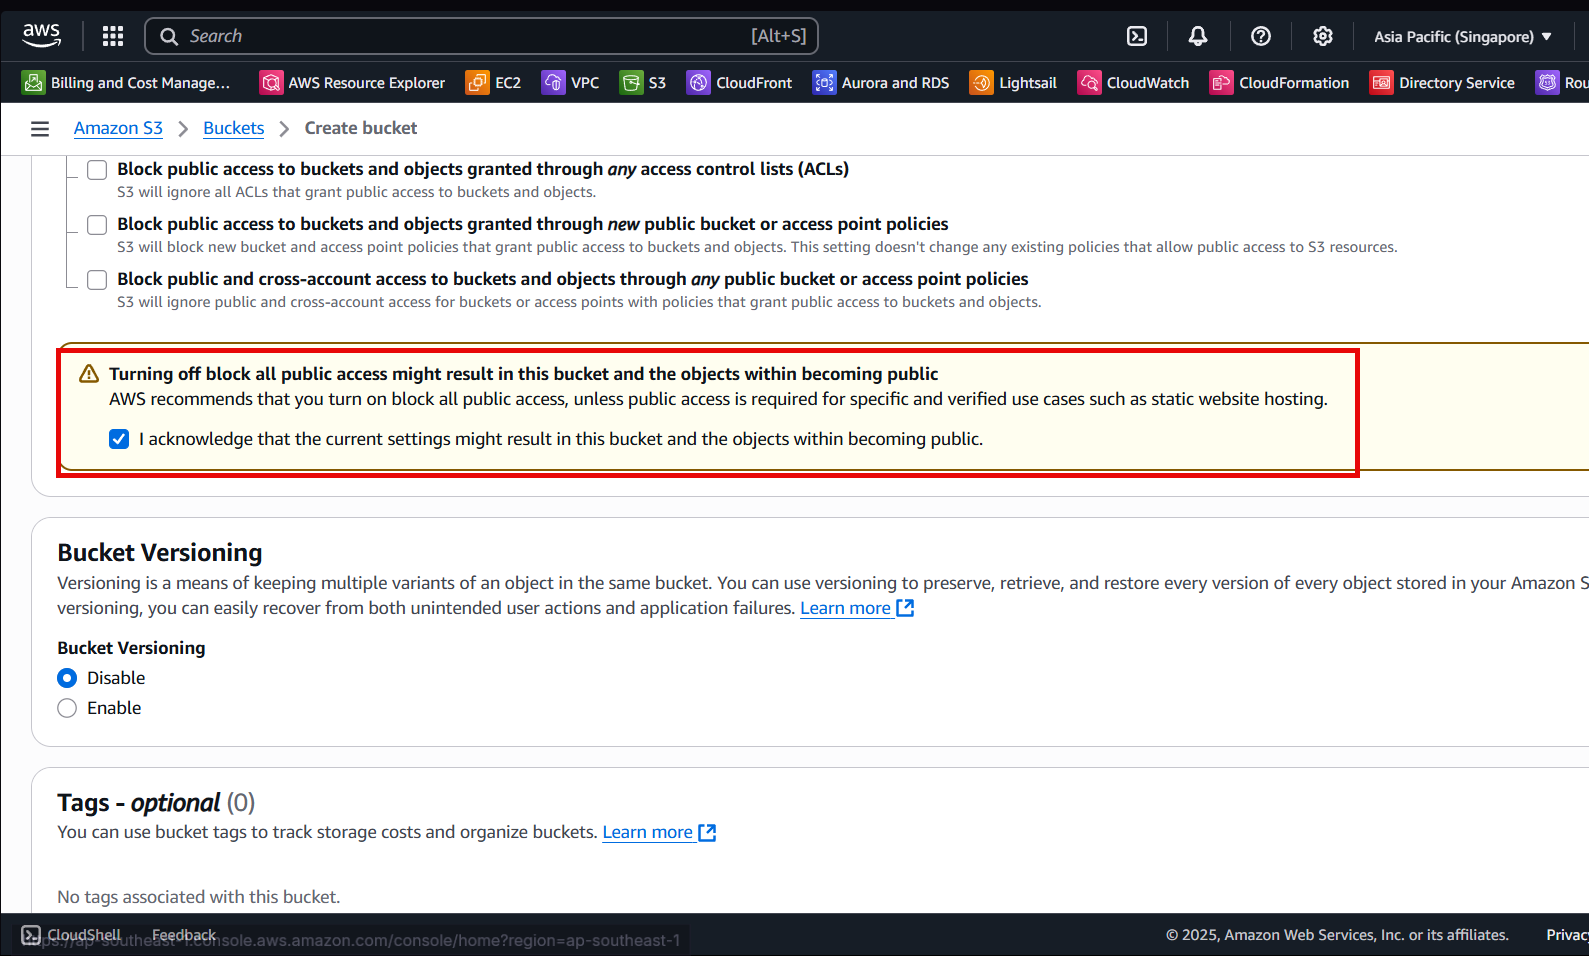 aws
Search
[Alt+S]
Asia Pacific (Singapore)
Billing and Cost Manage...
AWS Resource Explorer
EC2
VPC
S3
CloudFront
Aurora and RDS
Lightsail
CloudWatch
CloudFormation
Directory Service
Rou
Amazon S3
Buckets
Create bucket
Block public access to buckets and objects granted through any access control lists (ACLs)
S3 will ignore all ACLs that grant public access to buckets and objects.
Block public access to buckets and objects granted through new public bucket or access point policies
S3 will block new bucket and access point policies that grant public access to buckets and objects. This setting doesn't change any existing policies that allow public access to S3 resources.
Block public and cross-account access to buckets and objects through any public bucket or access point policies
S3 will ignore public and cross-account access for buckets or access points with policies that grant public access to buckets and objects.
Turning off block all public access might result in this bucket and the objects within becoming public
AWS recommends that you turn on block all public access, unless public access is required for specific and verified use cases such as static website hosting.
I acknowledge that the current settings might result in this bucket and the objects within becoming public.
Bucket Versioning
Versioning is a means of keeping multiple variants of an object in the same bucket. You can use versioning to preserve, retrieve, and restore every version of every object stored in your Amazon S
versioning, you can easily recover from both unintended user actions and application failures. Learn more
Bucket Versioning
Disable
Enable
Tags - optional (0)
You can use bucket tags to track storage costs and organize buckets. Learn more
No tags associated with this bucket.
CloudShell
Feedback
ps://ap-southeast-1.console.aws.amazon.com/console/home?region=ap-southeast-1
© 2025, Amazon Web Services, Inc. or its affiliates.
Privac